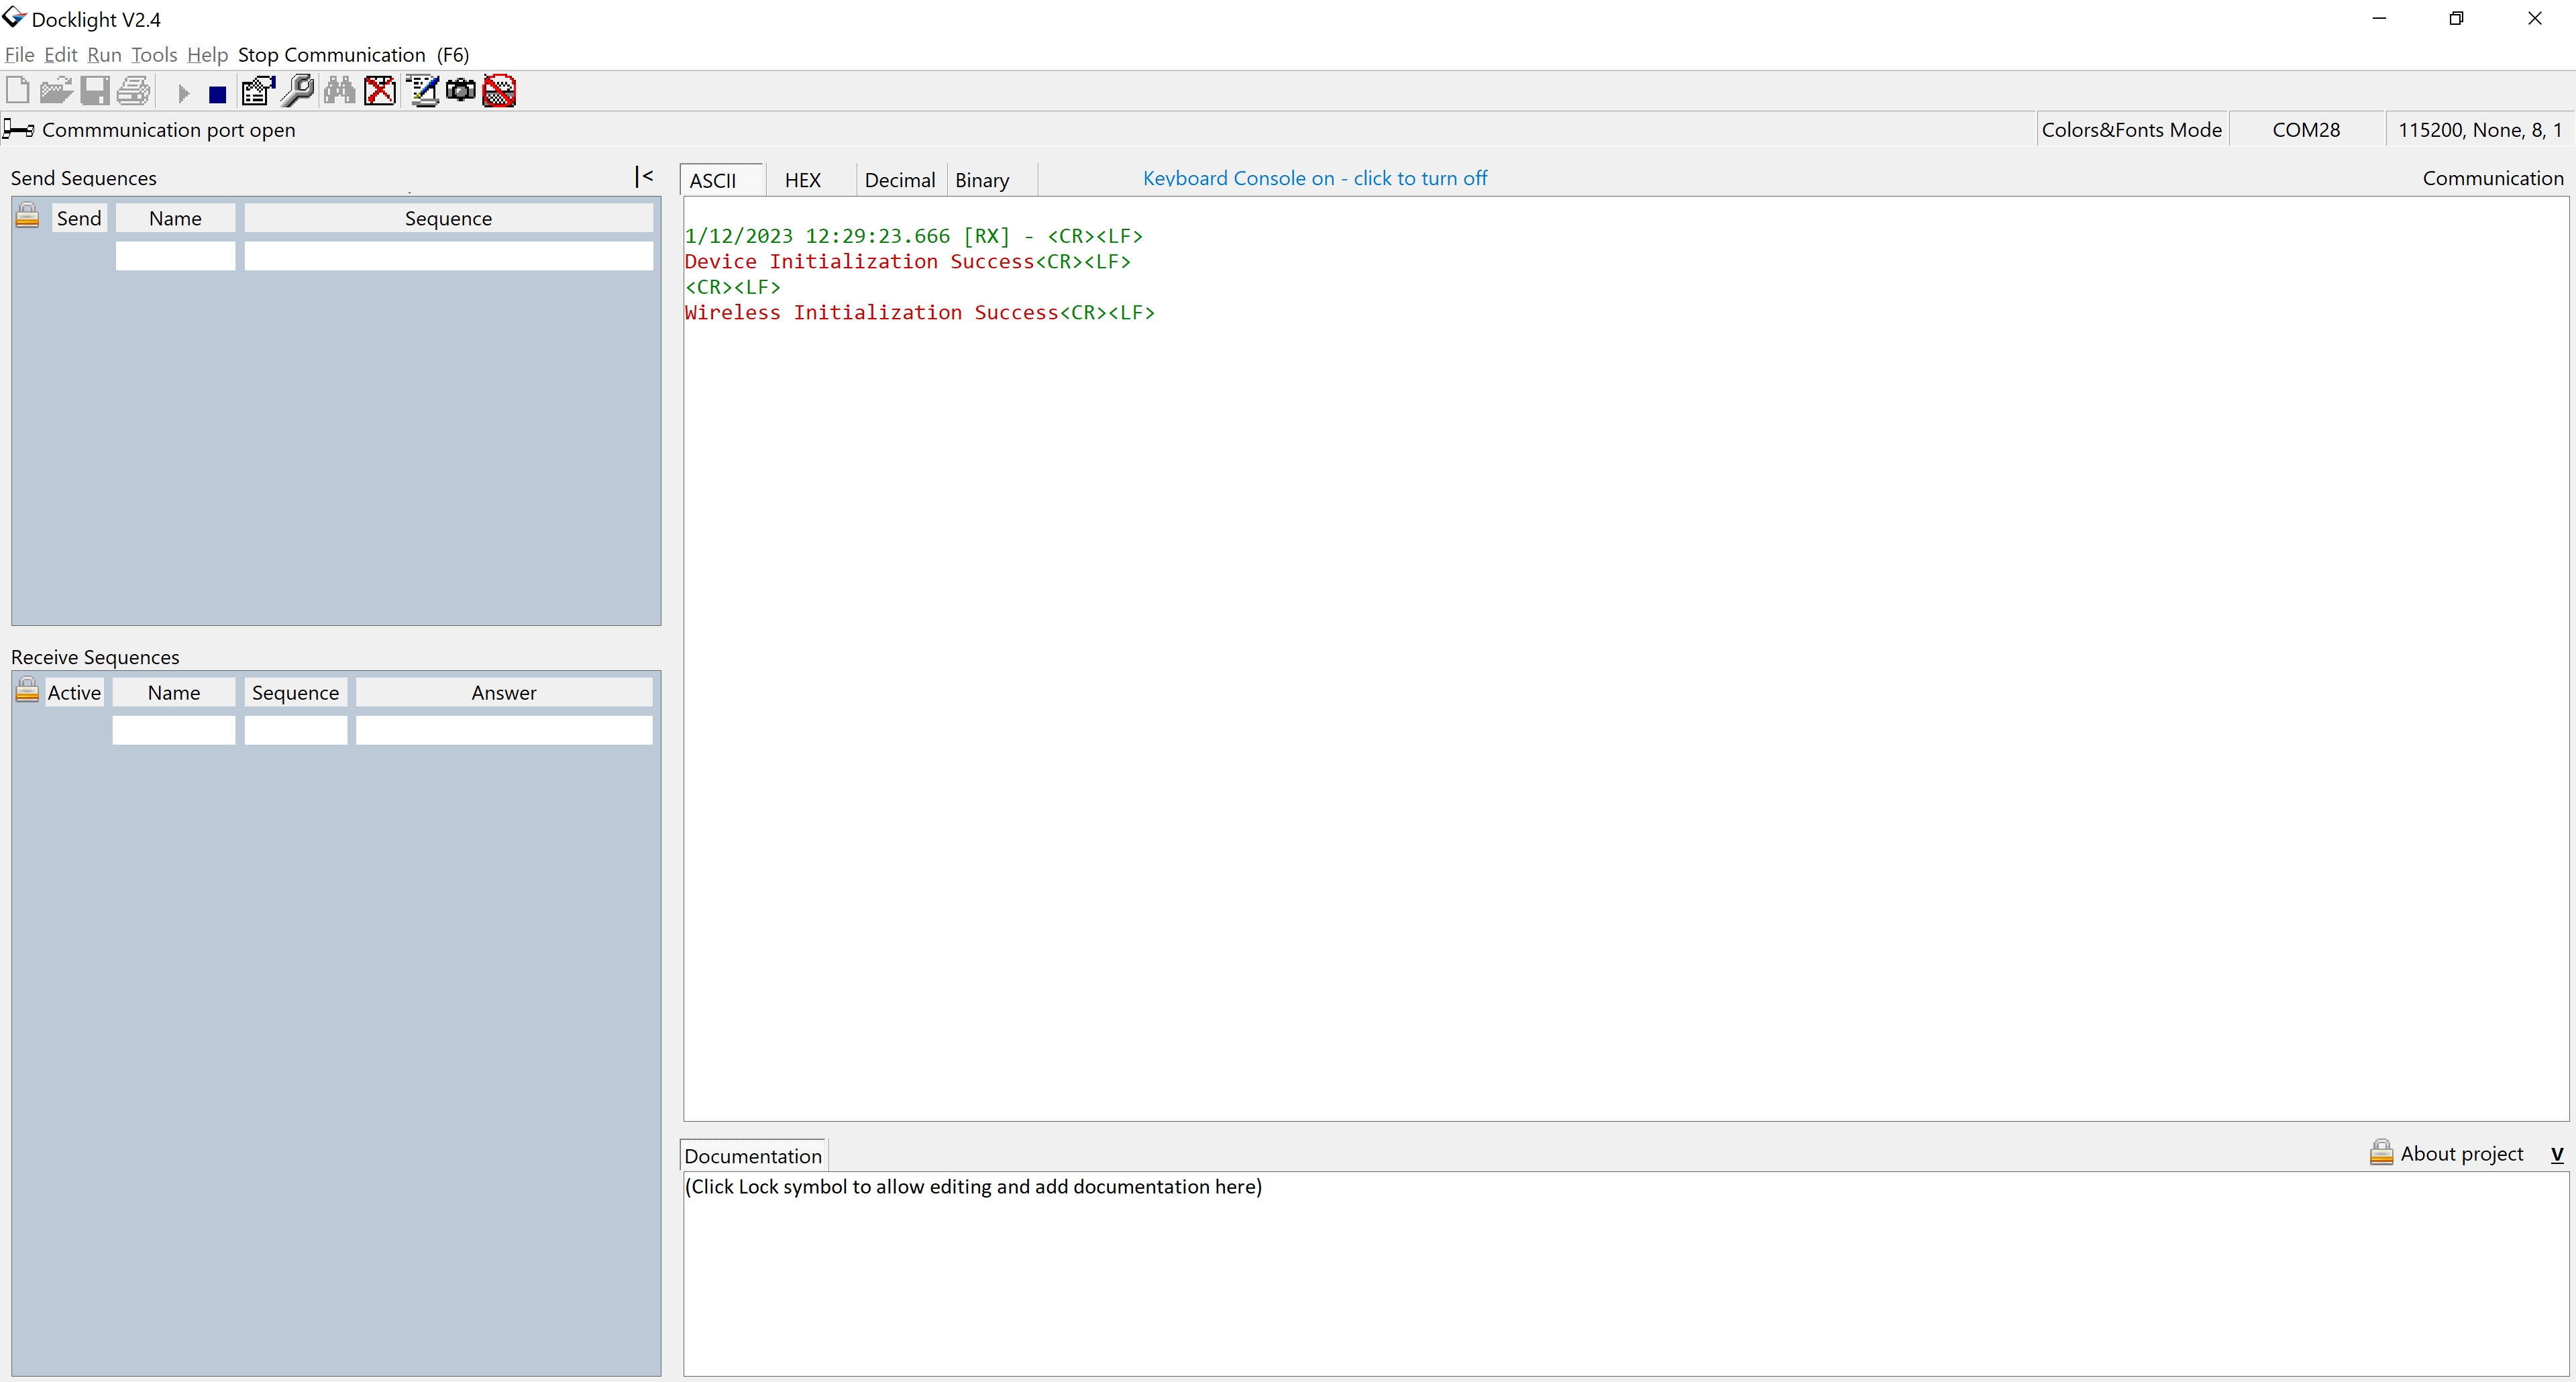 Docklight V2.4
File Edit Run Tools Help Stop Communication (F6)
Commmunication port open
Colors&Fonts Mode COM28 115200, None, 8, 1
Send Sequences |<
Send Name Sequence
Receive Sequences
Active Name Sequence Answer
ASCII HEX Decimal Binary Keyboard Console on - click to turn off Communication
1/12/2023 12:29:23.666 [RX] - <CR><LF>
Device Initialization Success<CR><LF>
<CR><LF>
Wireless Initialization Success<CR><LF>
Documentation About project V
(Click Lock symbol to allow editing and add documentation here)